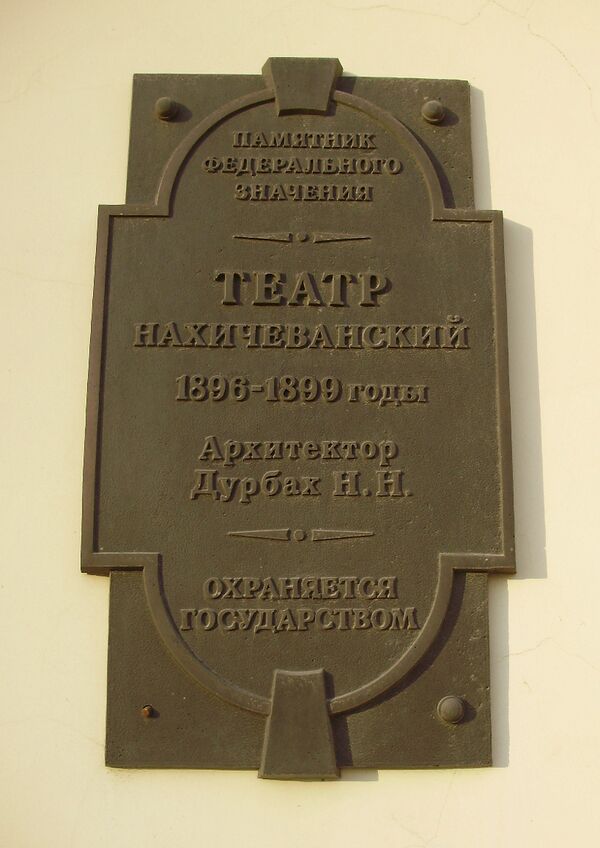 ПАМЯТНИК
ФЕДЕРАЛЬНОГО
ЗНАЧЕНИЯ
ТЕАТР
НАХИЧЕВАНСКИЙ
1896-1899 годы
Архитектор
Дурбах Н.Н.
ОХРАНЯЕТСЯ
ГОСУДАРСТВОМ